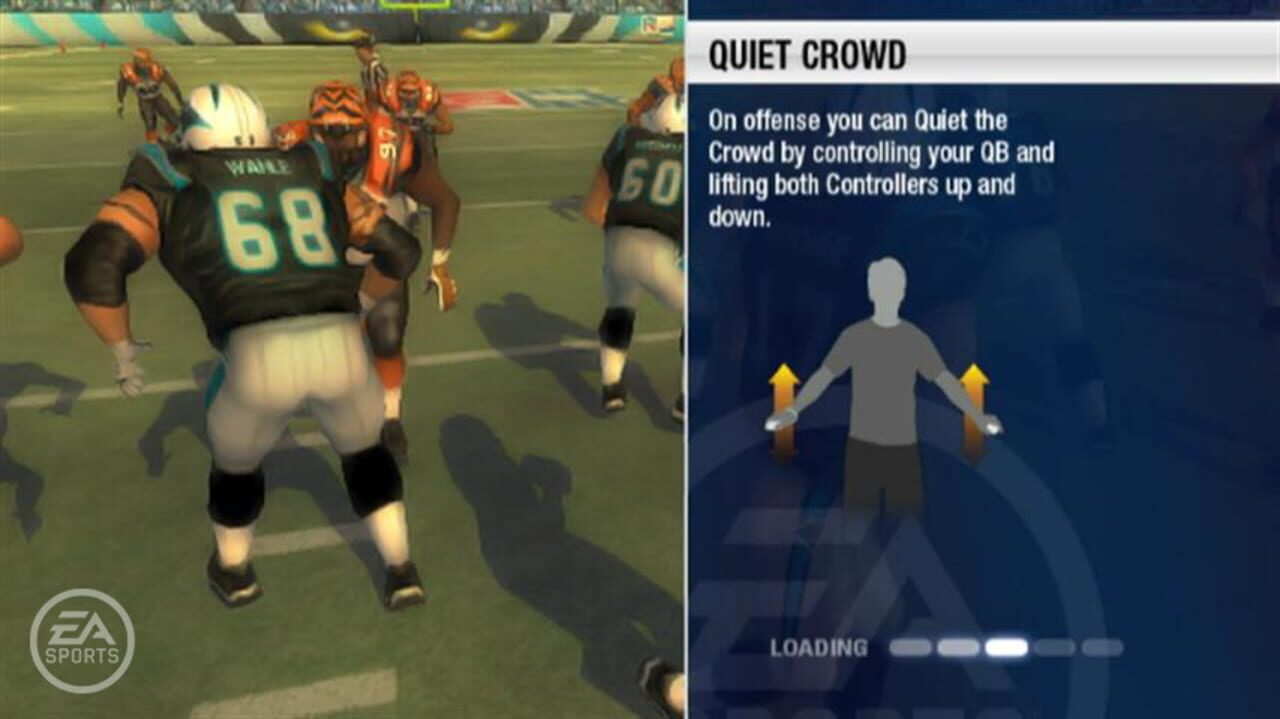 WAHLE
68
97
60
EA
SPORTS
QUIET CROWD
On offense you can Quiet the
Crowd by controlling your QB and
lifting both Controllers up and
down.
LOADING